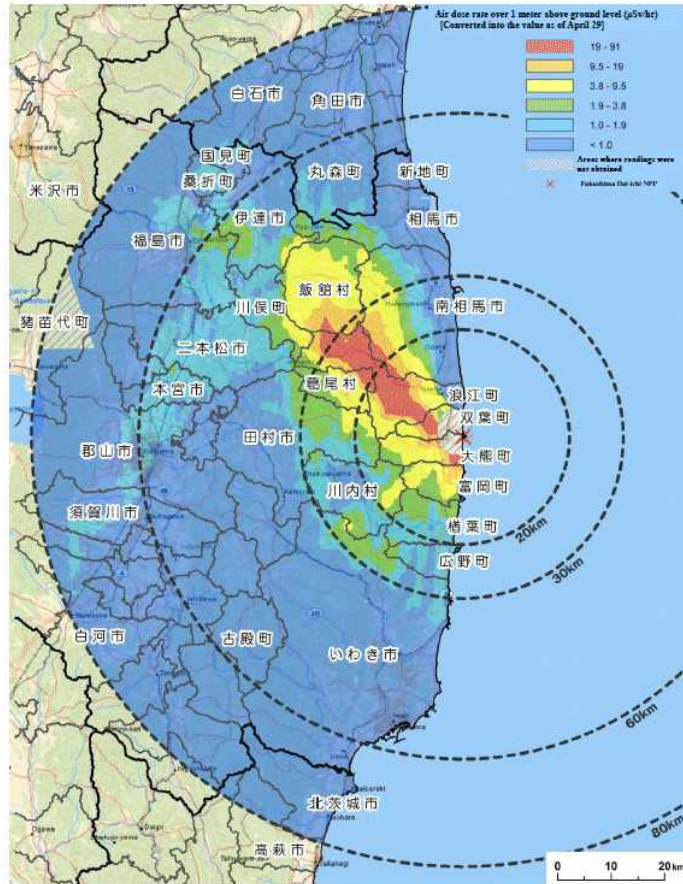 Air dose rate over 1 meter above ground level (μSv/hr)
[Converted into the value as of April 29]
19 - 91
9.5 - 19
3.8 - 9.5
1.9 - 3.8
1.0 - 1.9
< 1.0
Areas where readings were
not obtained
Fukushima Dai-ichi NPP
白石市
角田市
国見町
丸森町
新地町
米沢市
桑折町
伊達市
相馬市
福島市
飯舘村
川俣町
南相馬市
猪苗代町
二本松市
葛尾村
本宮市
浪江町
双葉町
田村市
郡山市
大熊町
川内村
富岡町
須賀川市
楢葉町
20km
広野町
30km
白河市
古殿町
いわき市
60km
北茨城市
80km
高萩市
Daigo
Ogawa
0 10 20 km